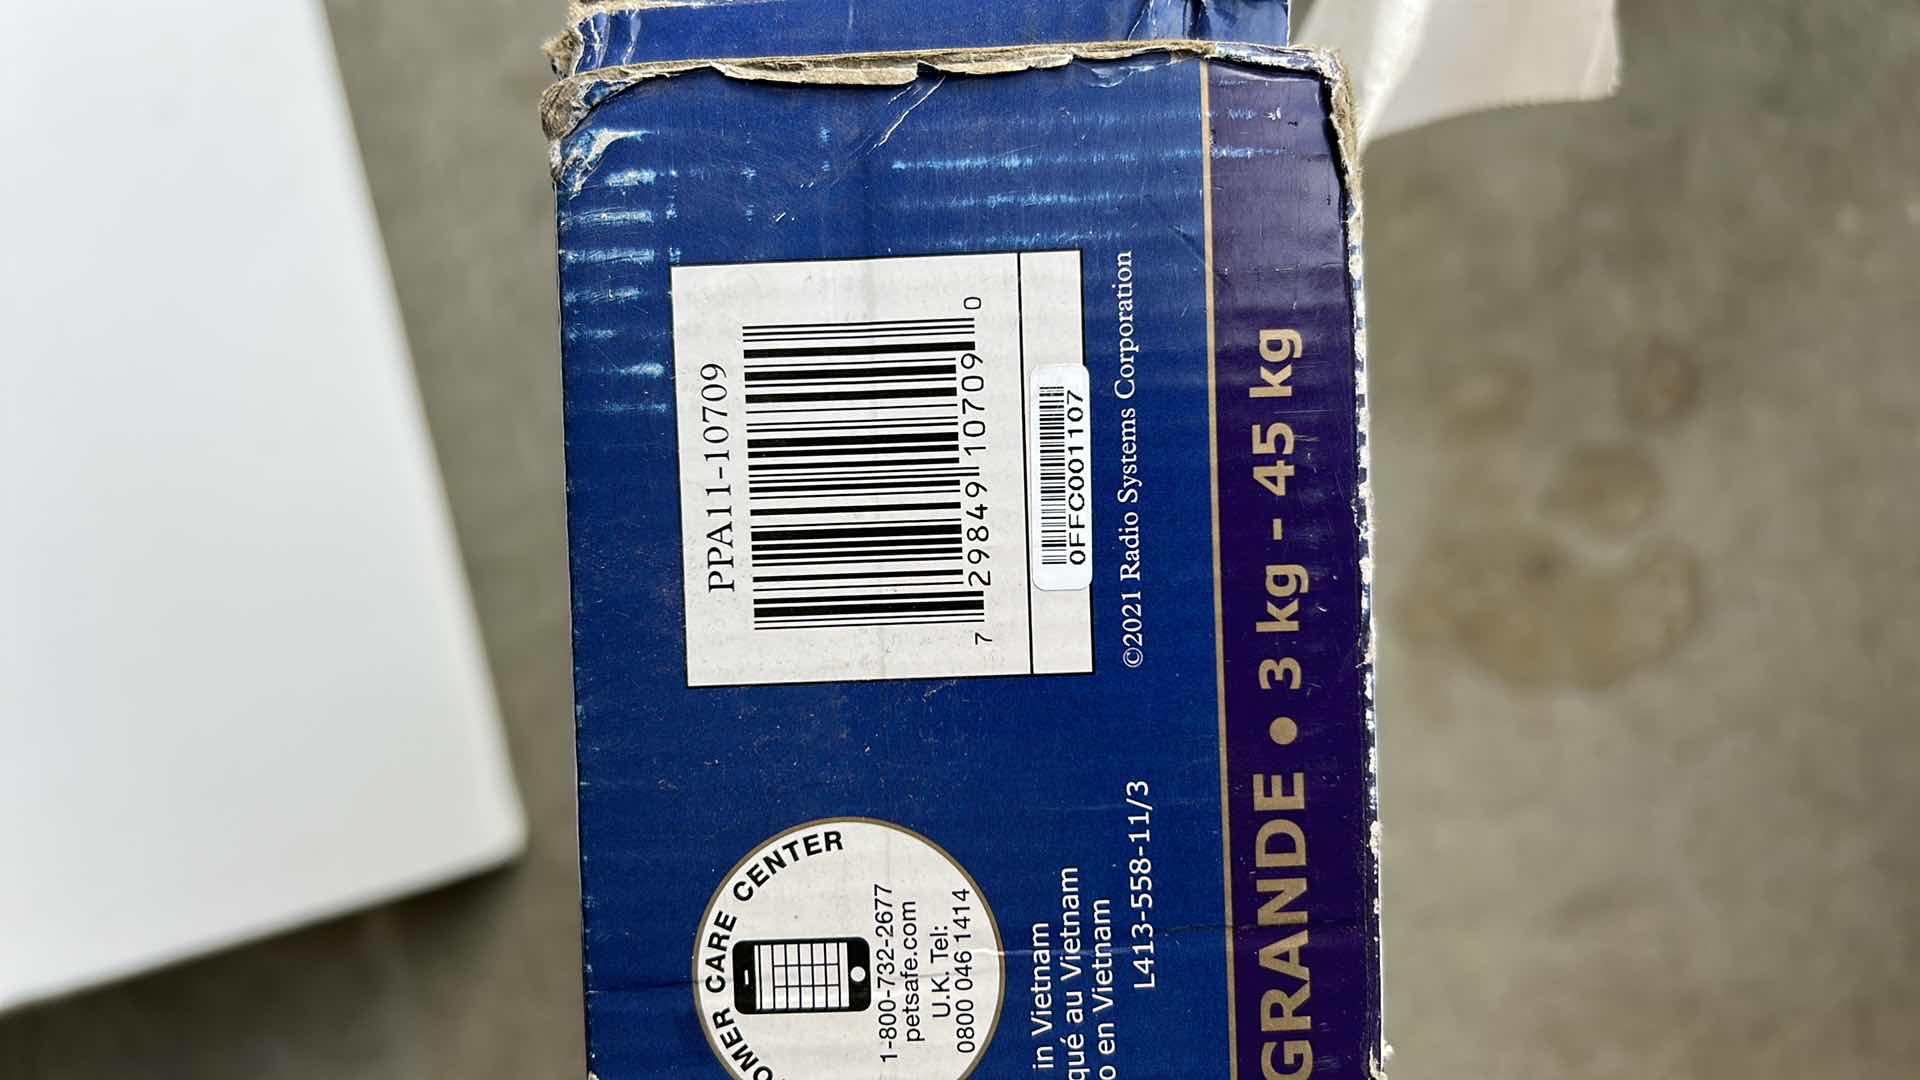 PPA11-10709
7 29849 10709 0
0FFC001107
©2021 Radio Systems Corporation
OMER CARE CENTER
1-800-732-2677
petsafe.com
U.K. Tel:
0800 046 1414
in Vietnam
qué au Vietnam
o en Vietnam
L413-558-11/3
GRANDE • 3 kg - 45 kg